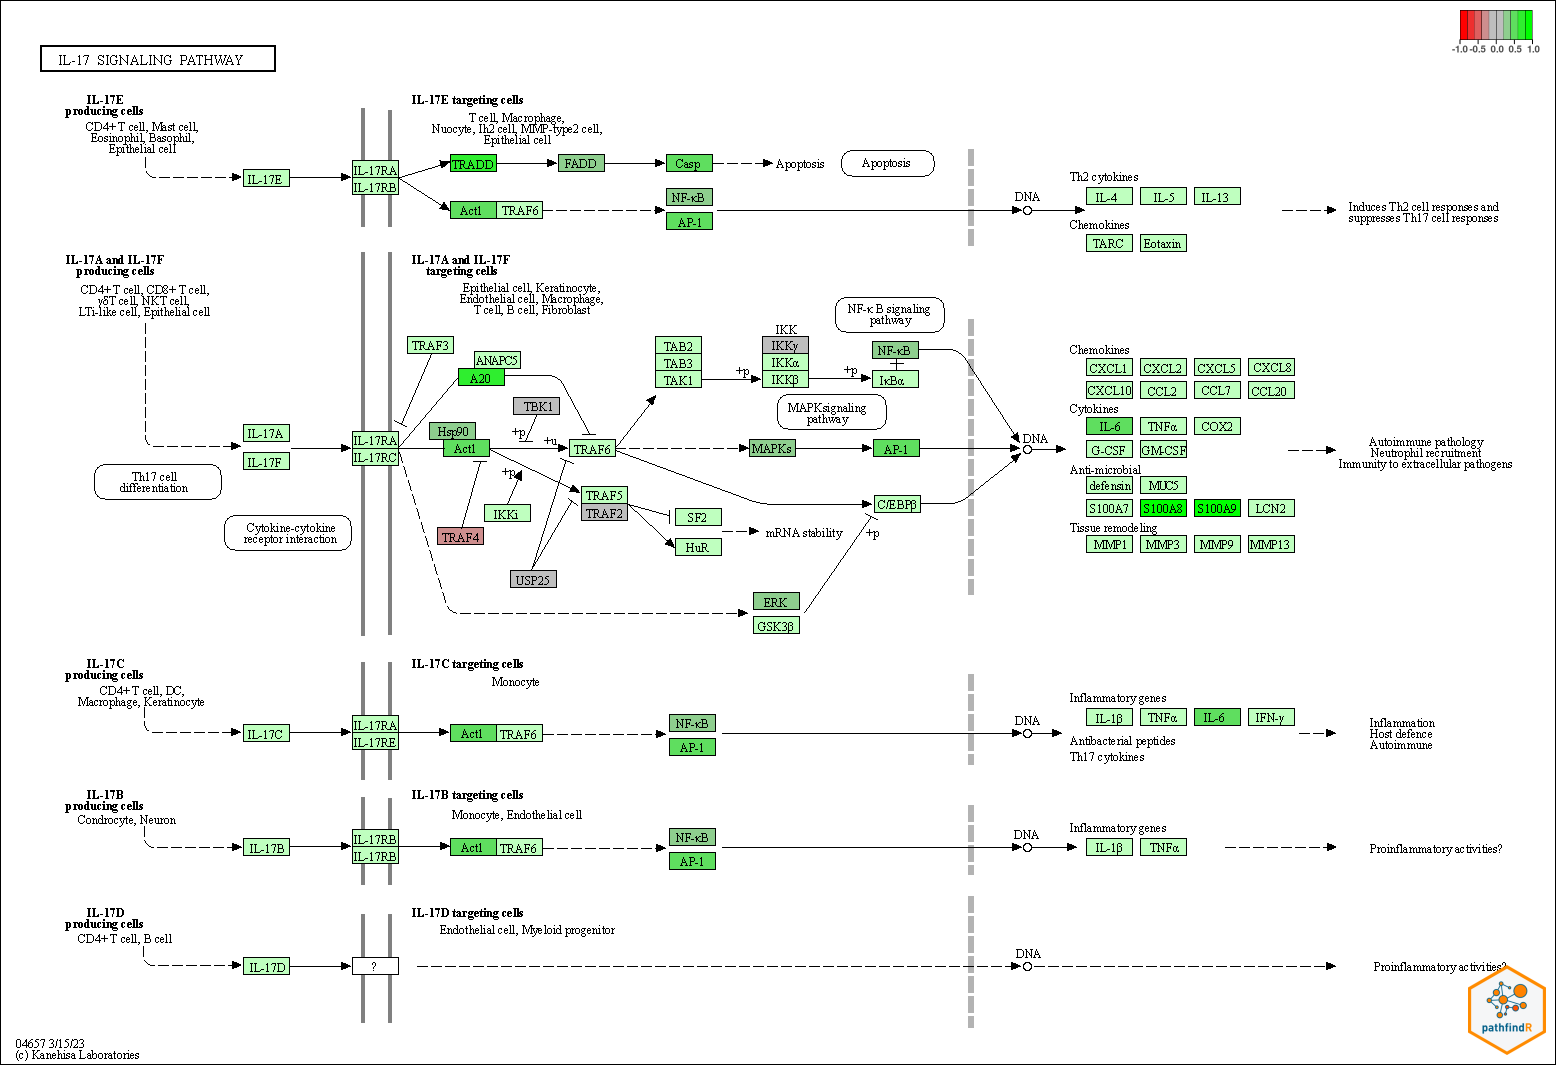 -1.0 -0.5 0.0 0.5 1.0
IL-17 SIGNALING PATHWAY
IL-17E
producing cells
CD4+ T cell, Mast cell,
Eosinophil, Basophil,
Epithelial cell
IL-17E targeting cells
T cell, Macrophage,
Nuocyte, Ih2 cell, MMP-type2 cell,
Epithelial cell
IL-17E
IL-17RA
IL-17RB
TRADD
FADD
Casp
Apoptosis
Apoptosis
Act1
TRAF6
NF-κB
AP-1
DNA
Th2 cytokines
IL-4
IL-5
IL-13
Chemokines
TARC
Eotaxin
Induces Th2 cell responses and
suppresses Th17 cell responses
IL-17A and IL-17F
producing cells
CD4+ T cell, CD8+ T cell,
γδT cell, NKT cell,
LTi-like cell, Epithelial cell
IL-17A and IL-17F
targeting cells
Epithelial cell, Keratinocyte,
Endothelial cell, Macrophage,
T cell, B cell, Fibroblast
NF-κ B signaling
pathway
TRAF3
ANAPC5
A20
TBK1
Hsp90
Act1
+p
+u
TRAF6
TAB2
TAB3
TAK1
+p
IKK
IKKγ
IKKα
IKKβ
+p
NF-κB
IκBα
MAPK signaling
pathway
MAPKs
AP-1
DNA
IL-17A
IL-17F
IL-17RA
IL-17RC
Th17 cell
differentiation
Cytokine-cytokine
receptor interaction
+p
IKKi
TRAF4
TRAF5
TRAF2
USP25
SF2
HuR
mRNA stability
C/EBPβ
+p
ERK
GSK3β
Chemokines
CXCL1
CXCL2
CXCL5
CXCL8
CXCL10
CCL2
CCL7
CCL20
Cytokines
IL-6
TNFα
COX2
G-CSF
GM-CSF
Anti-microbial
defensin
MUC5
S100A7
S100A8
S100A9
LCN2
Tissue remodeling
MMP1
MMP3
MMP9
MMP13
Autoimmune pathology
Neutrophil recruitment
Immunity to extracellular pathogens
IL-17C
producing cells
CD4+ T cell, DC,
Macrophage, Keratinocyte
IL-17C targeting cells
Monocyte
IL-17C
IL-17RA
IL-17RE
Act1
TRAF6
NF-κB
AP-1
DNA
Inflammatory genes
IL-1β
TNFα
IL-6
IFN-γ
Antibacterial peptides
Th17 cytokines
Inflammation
Host defence
Autoimmune
IL-17B
producing cells
Condrocyte, Neuron
IL-17B targeting cells
Monocyte, Endothelial cell
IL-17B
IL-17RB
IL-17RB
Act1
TRAF6
NF-κB
AP-1
DNA
Inflammatory genes
IL-1β
TNFα
Proinflammatory activities?
IL-17D
producing cells
CD4+ T cell, B cell
IL-17D targeting cells
Endothelial cell, Myeloid progenitor
IL-17D
?
DNA
Proinflammatory activities?
pathfindR
04657 3/15/23
(c) Kanehisa Laboratories